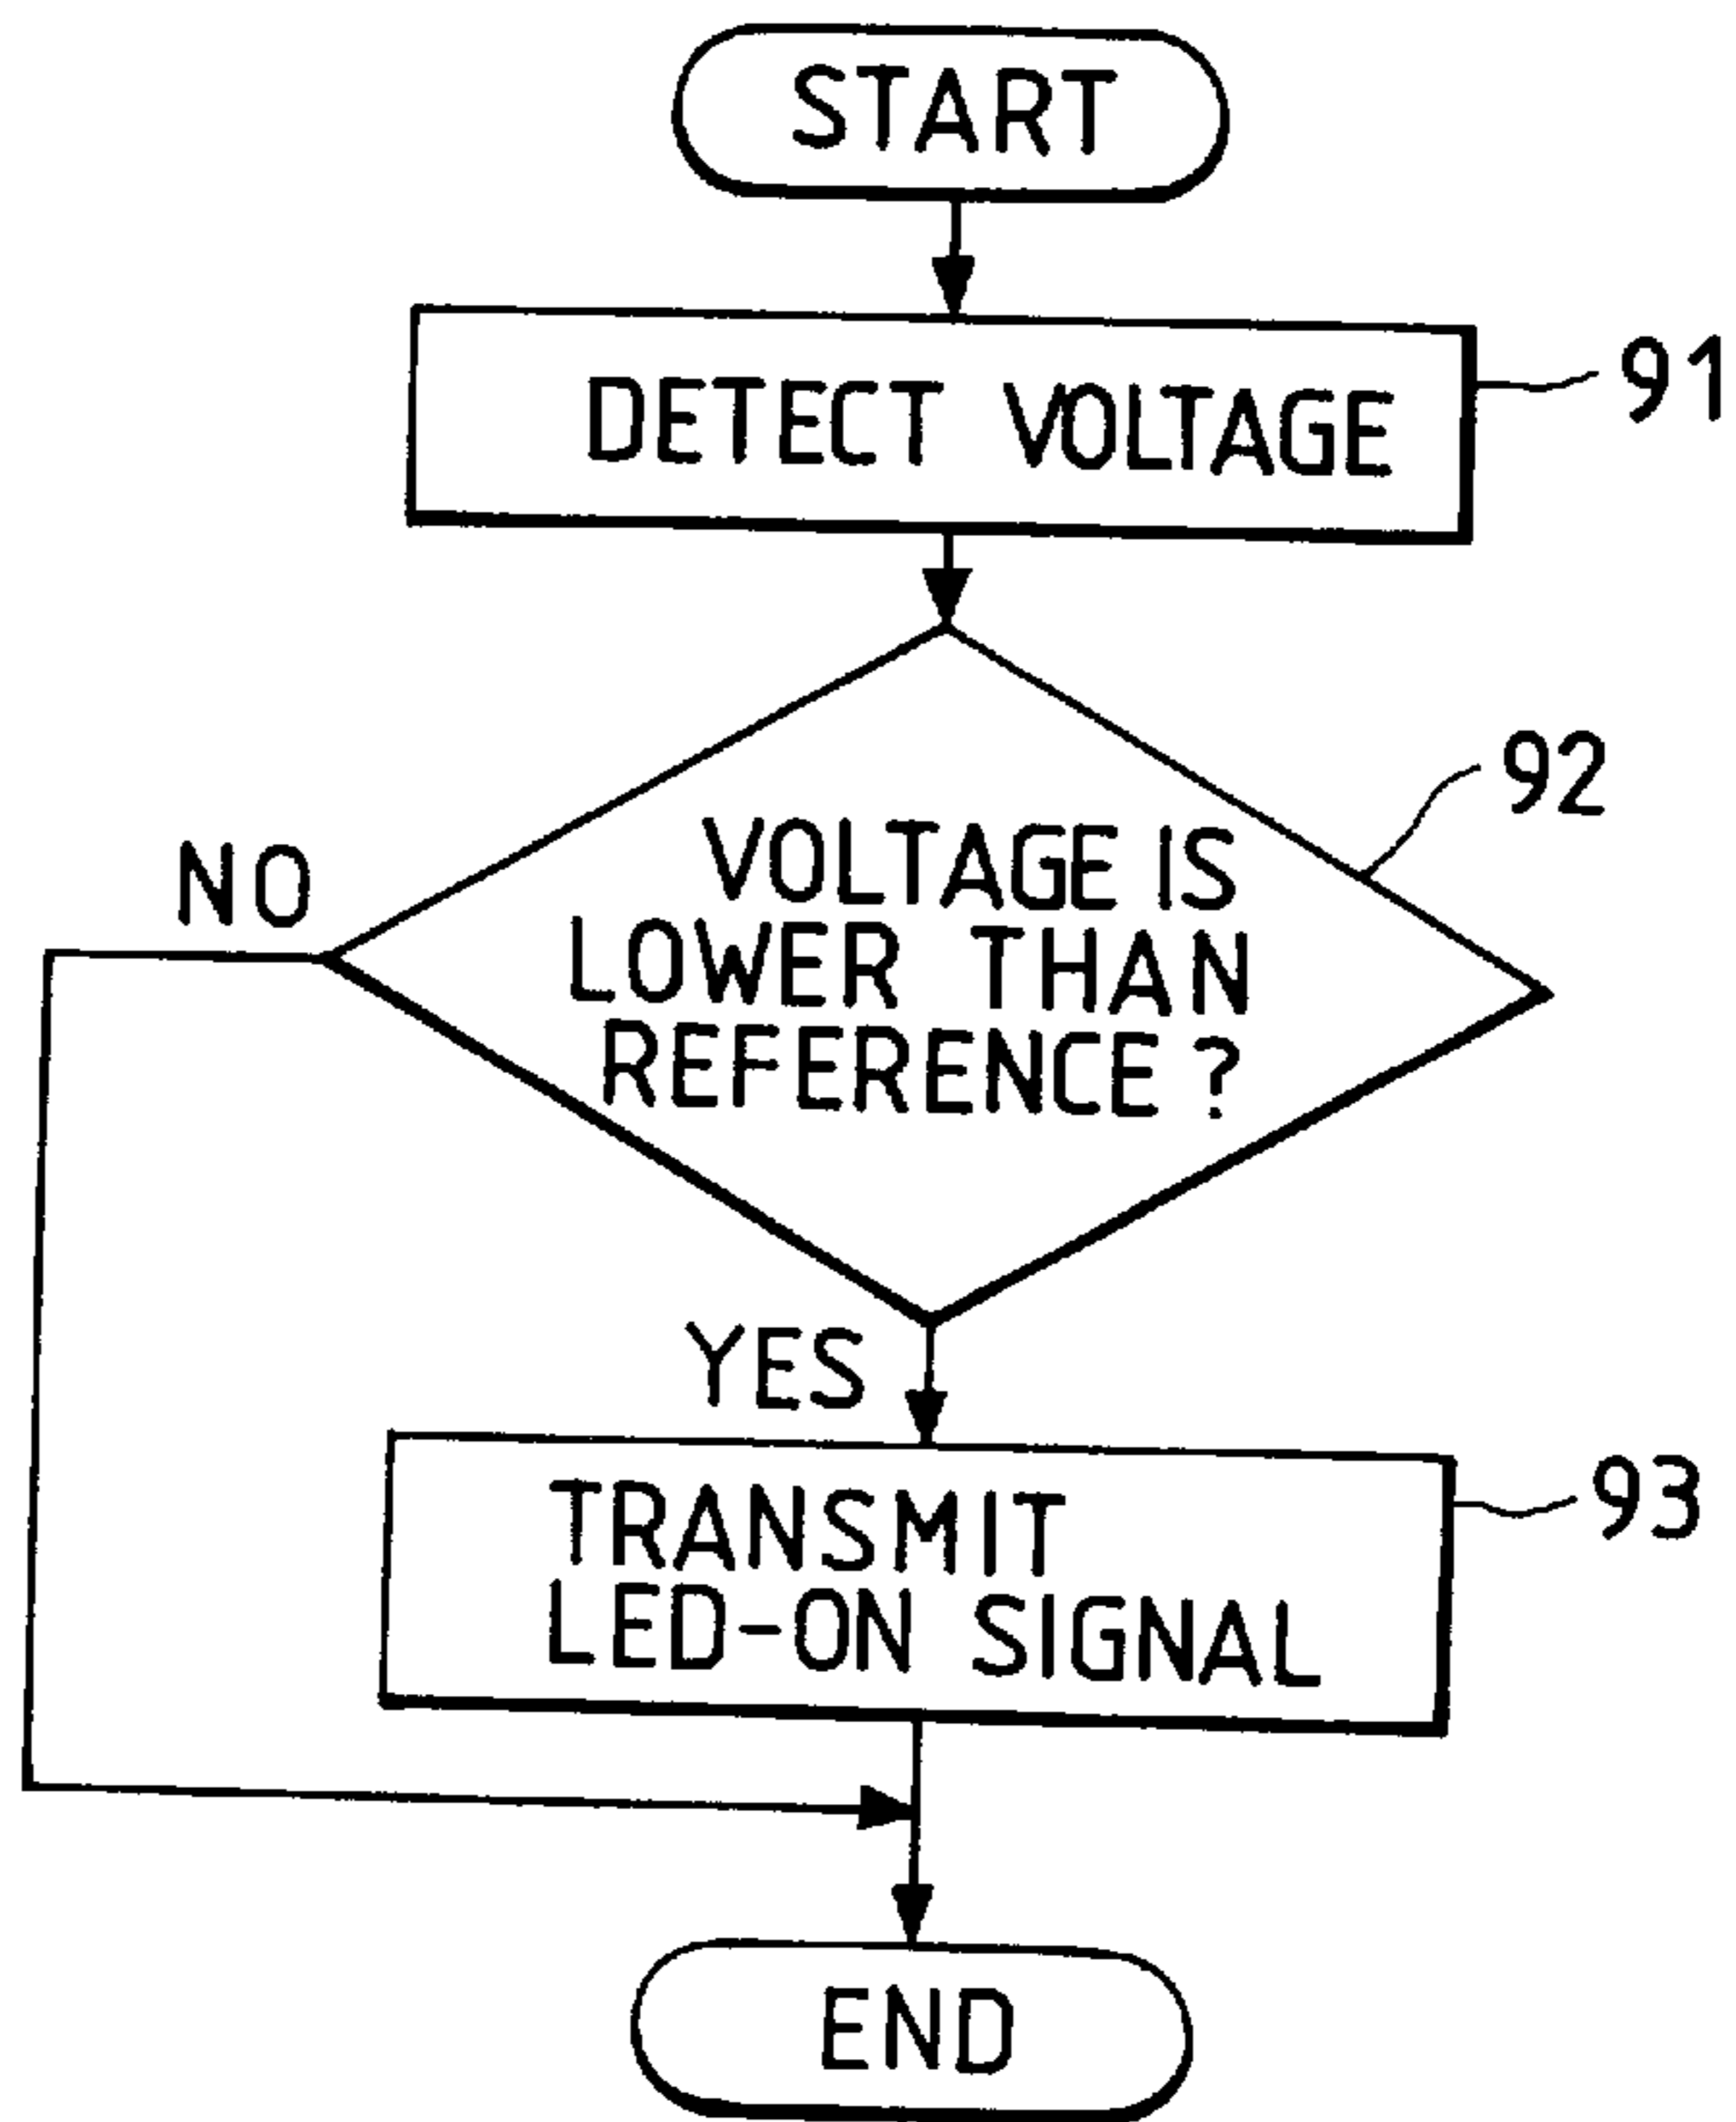 START
DETECT VOLTAGE
91
92
VOLTAGE IS
LOWER THAN
REFERENCE?
NO
YES
TRANSMIT
LED-ON SIGNAL
93
END